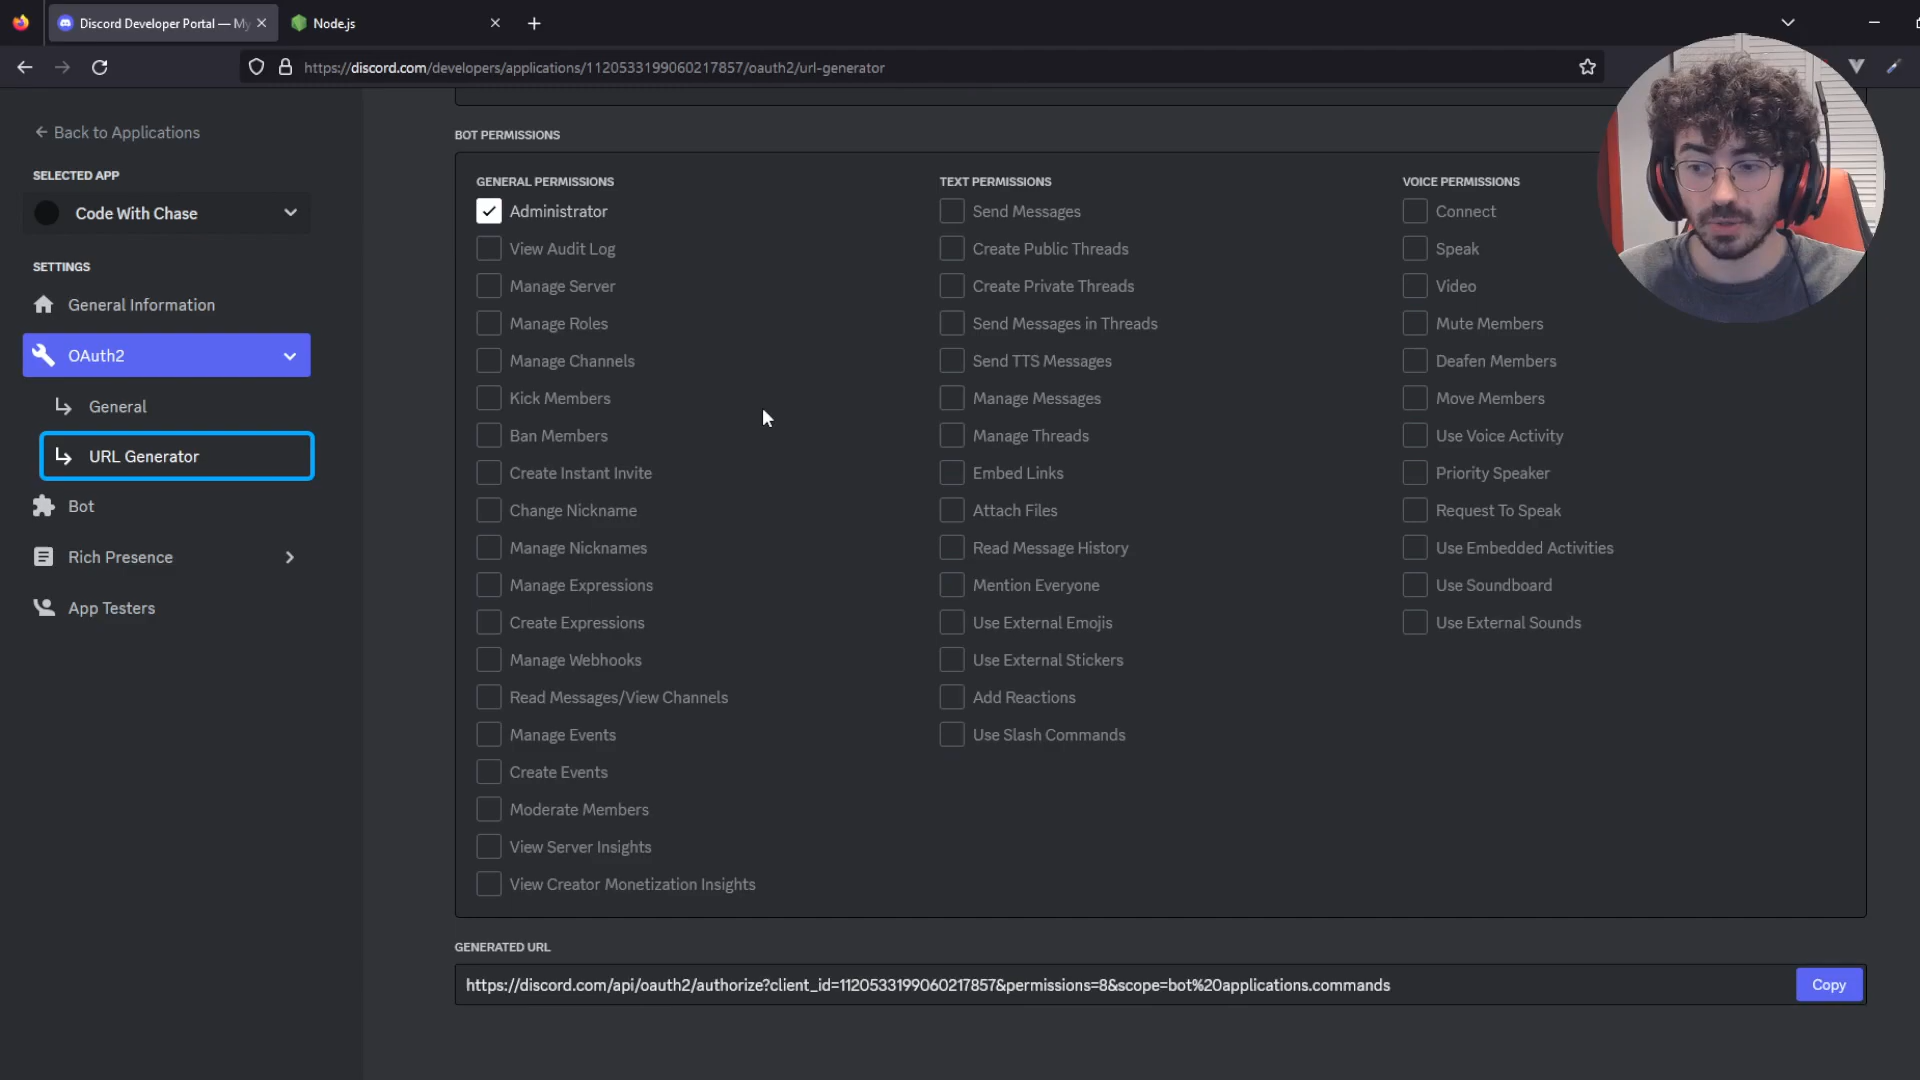 Discord Developer Portal — My
Node.js
https://discord.com/developers/applications/1120533199060217857/oauth2/url-generator
Back to Applications
SELECTED APP
Code With Chase
SETTINGS
General Information
OAuth2
General
URL Generator
Bot
Rich Presence
App Testers
BOT PERMISSIONS
GENERAL PERMISSIONS
Administrator
View Audit Log
Manage Server
Manage Roles
Manage Channels
Kick Members
Ban Members
Create Instant Invite
Change Nickname
Manage Nicknames
Manage Expressions
Create Expressions
Manage Webhooks
Read Messages/View Channels
Manage Events
Create Events
Moderate Members
View Server Insights
View Creator Monetization Insights
TEXT PERMISSIONS
Send Messages
Create Public Threads
Create Private Threads
Send Messages in Threads
Send TTS Messages
Manage Messages
Manage Threads
Embed Links
Attach Files
Read Message History
Mention Everyone
Use External Emojis
Use External Stickers
Add Reactions
Use Slash Commands
VOICE PERMISSIONS
Connect
Speak
Video
Mute Members
Deafen Members
Move Members
Use Voice Activity
Priority Speaker
Request To Speak
Use Embedded Activities
Use Soundboard
Use External Sounds
GENERATED URL
https://discord.com/api/oauth2/authorize?client_id=1120533199060217857&permissions=8&scope=bot%20applications.commands
Copy